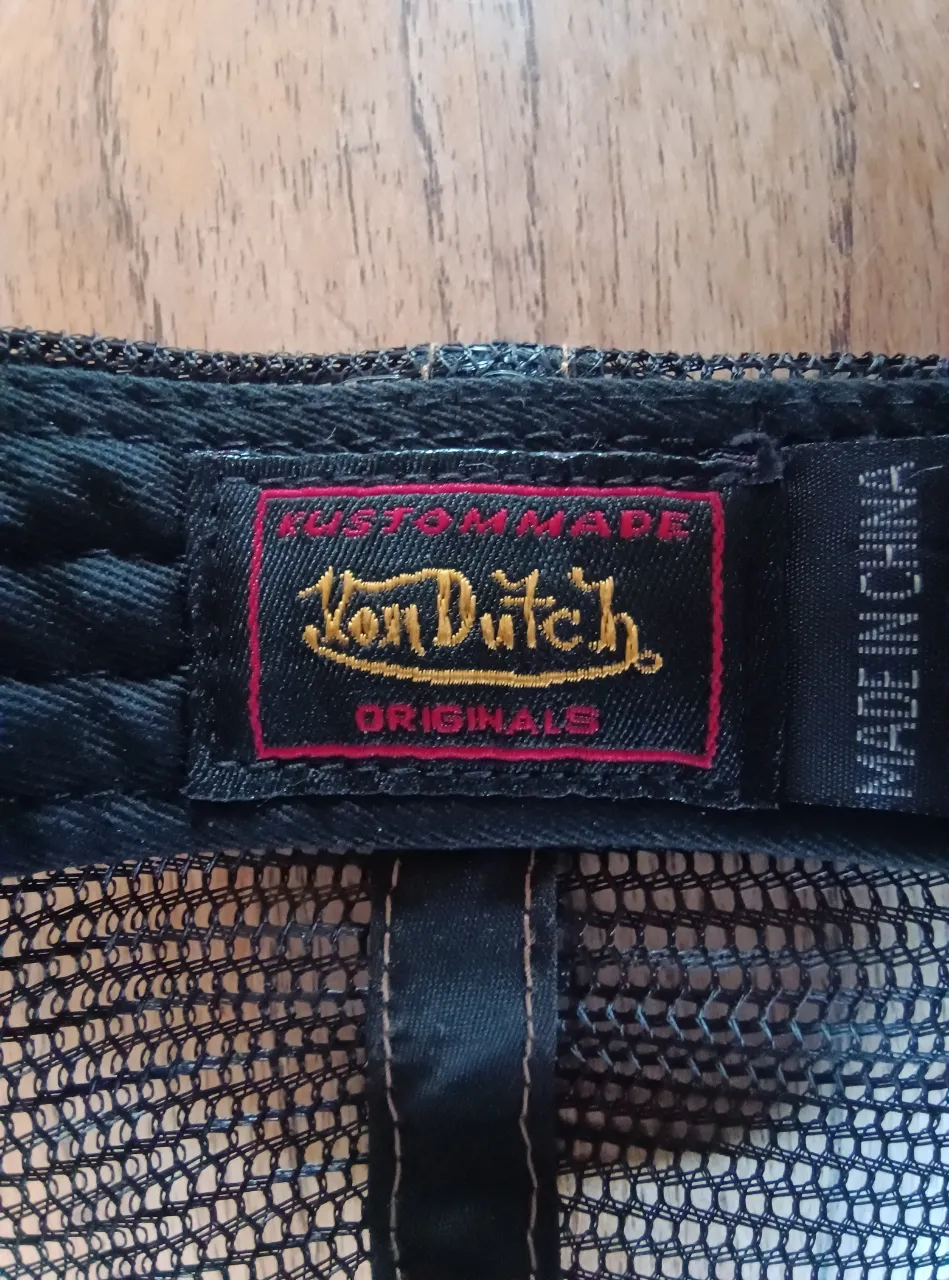 KUSTOMMADE
Von Dutch
ORIGINALS
MADE IN CHINA